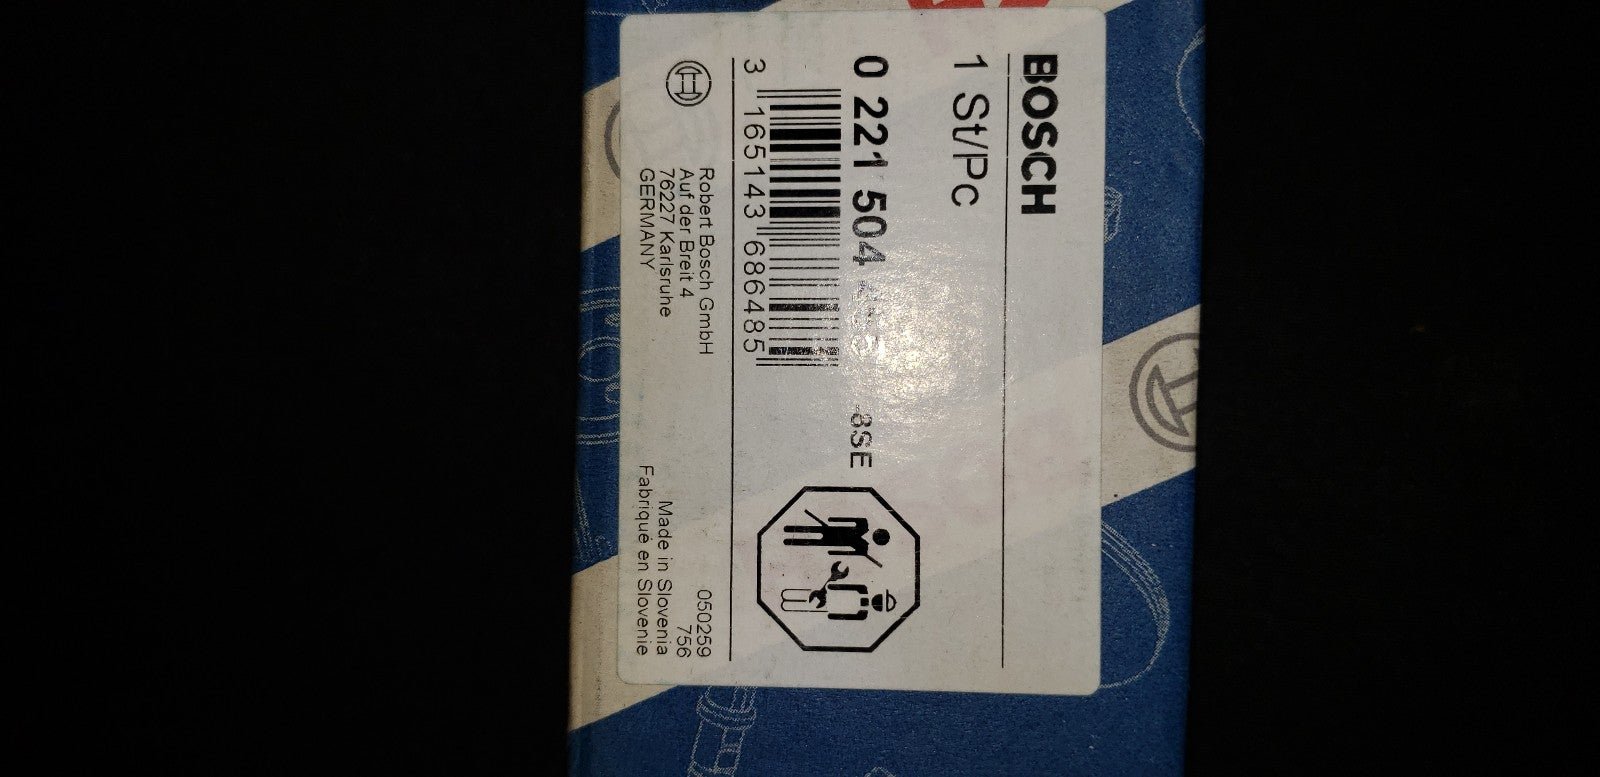 BOSCH
1 St/Pc
0 221 504
-8SE
3 165143 686485
Robert Bosch GmbH
Auf der Breit 4
76227 Karlsruhe
GERMANY
050259
756
Made in Slovenia
Fabriqué en Slovenie